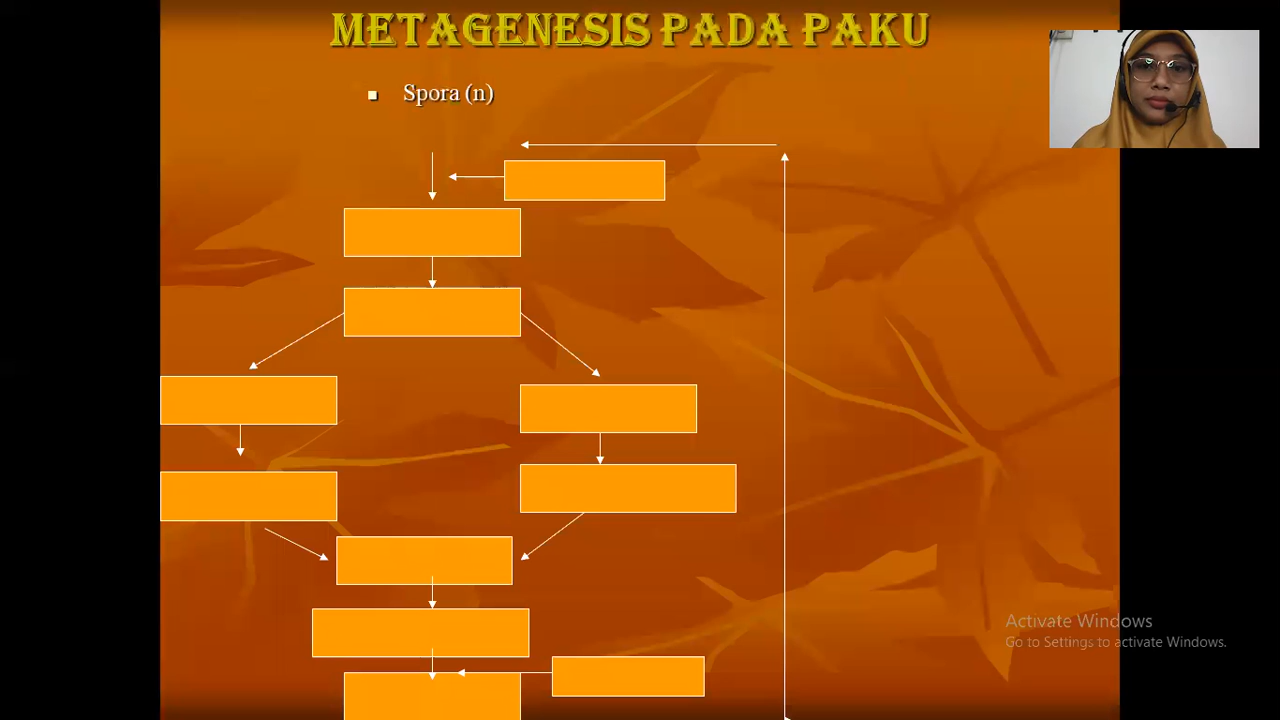 METAGENESIS PADA PAKU
Spora (n)
Activate Windows
Go to Settings to activate Windows.